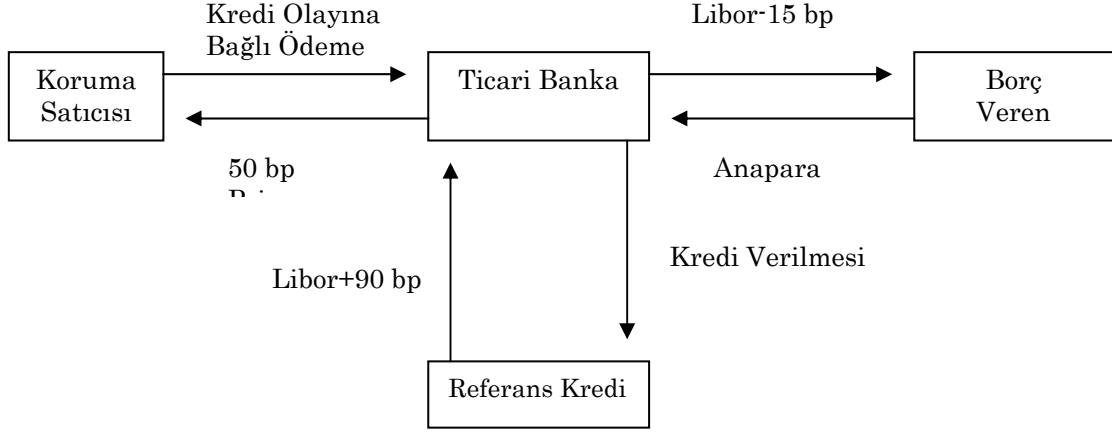 Kredi Olayına
Bağlı Ödeme
Libor-15 bp
Koruma
Satıcısı
Ticari Banka
Borç
Veren
50 bp
Anapara
Kredi Verilmesi
Libor+90 bp
Referans Kredi